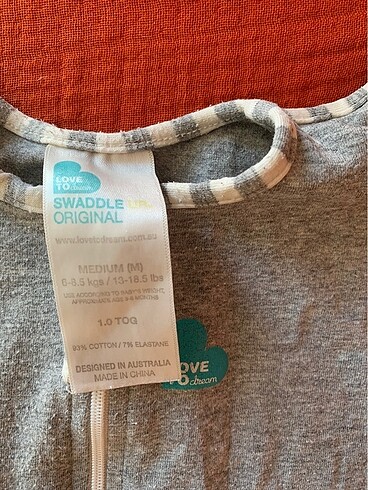 LOVE
TO dream
SWADDLE UP
ORIGINAL
www.lovetodream.com.au
MEDIUM (M)
6-8.5 kgs / 13-18.5 lbs
USE ACCORDING TO BABY'S WEIGHT,
APPROXIMATE AGE 3-6 MONTHS
1.0 TOG
93% COTTON / 7% ELASTANE
DESIGNED IN AUSTRALIA
MADE IN CHINA
LOVE
TO dream